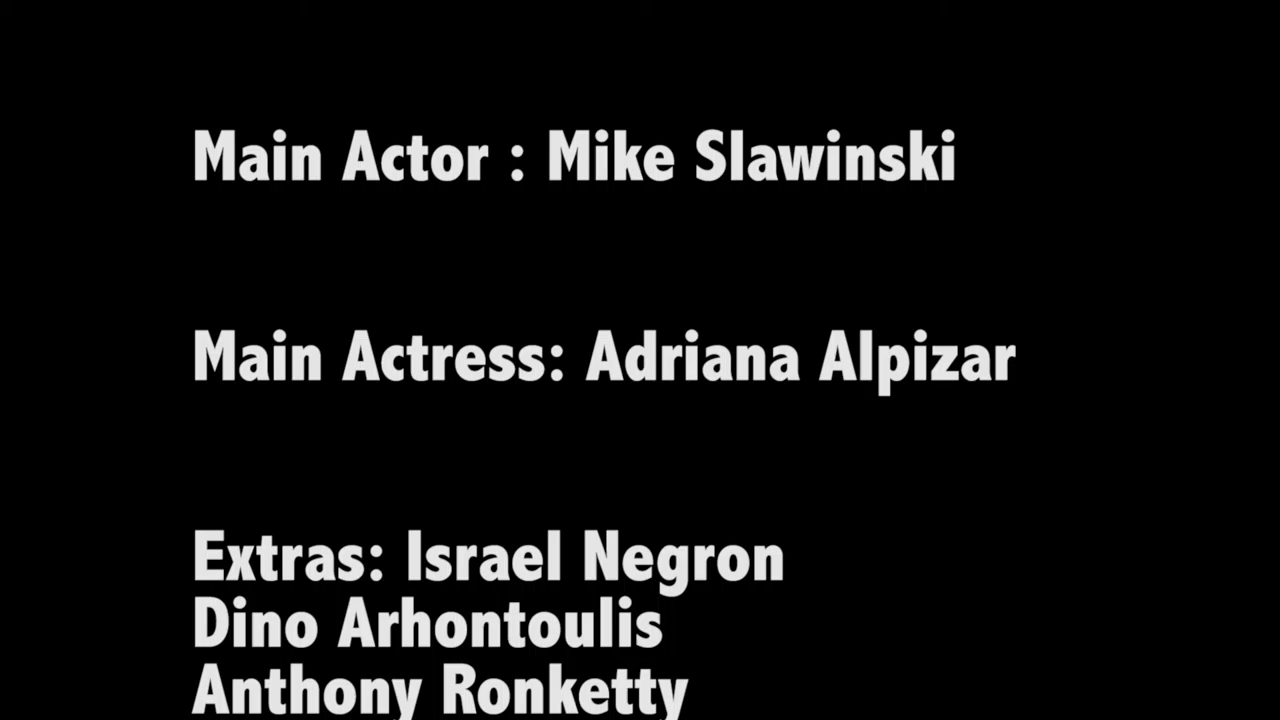 Main Actor : Mike Slawinski
Main Actress: Adriana Alpizar
Extras: Israel Negron
Dino Arhontoulis
Anthony Ronketty